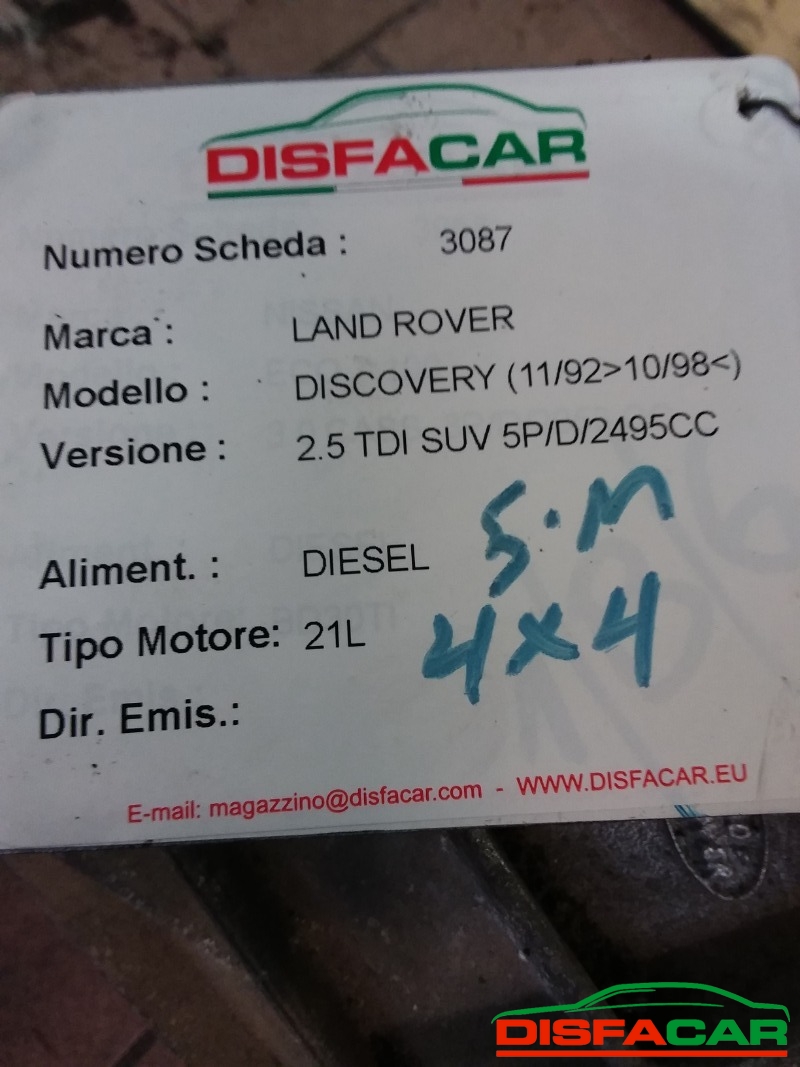 DISFACAR
Numero Scheda : 3087
Marca : LAND ROVER
Modello : DISCOVERY (11/92>10/98<)
Versione : 2.5 TDI SUV 5P/D/2495CC
S.M
Aliment. : DIESEL
4x4
Tipo Motore: 21L
Dir. Emis.:
E-mail: magazzino@disfacar.com - WWW.DISFACAR.EU
DISFACAR